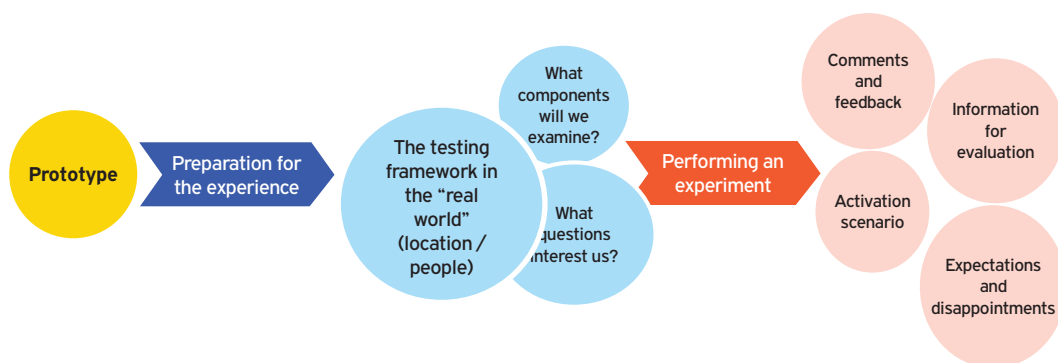 Prototype
Preparation for
the experience
The testing
framework in
the “real
world”
(location /
people)
What
components
will we
examine?
What
questions
interest us?
Performing an
experiment
Comments
and
feedback
Information
for
evaluation
Activation
scenario
Expectations
and
disappointments